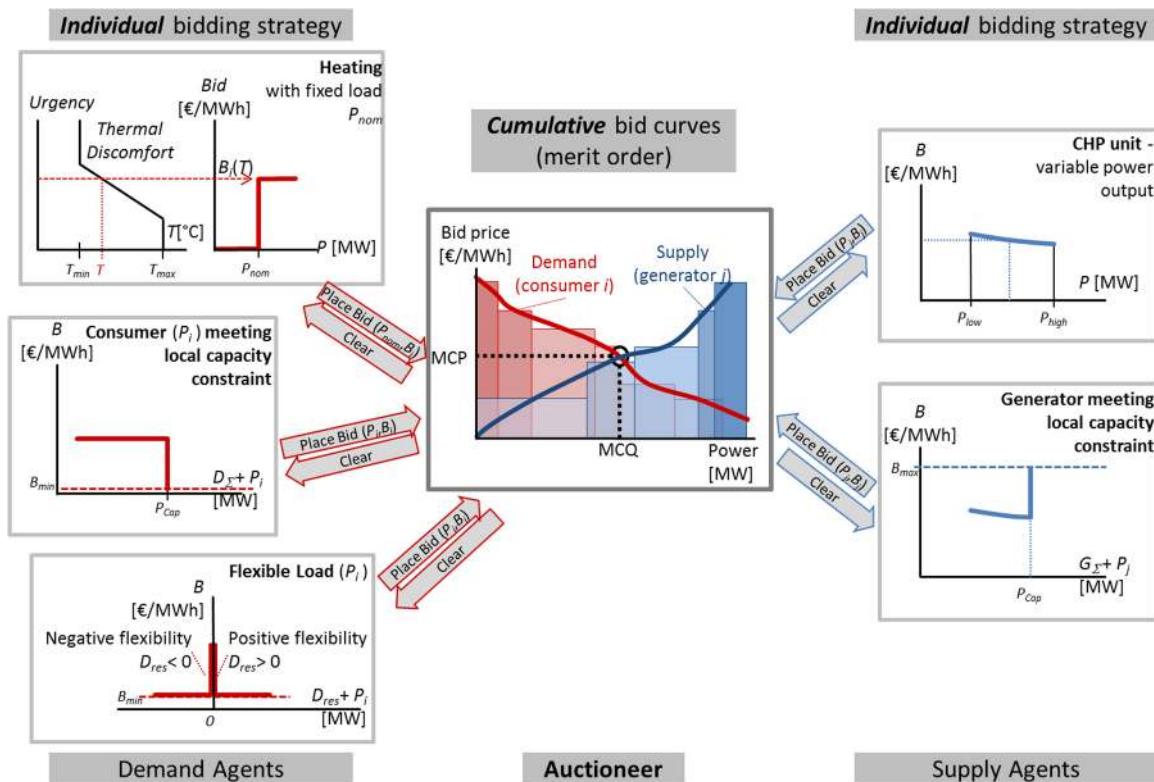 Individual bidding strategy
Heating
with fixed load
P_nom
Urgency
Thermal
Discomfort
T[°C]
T_min
T
T_max
Bid
[€/MWh]
B_i(T)
P [MW]
P_nom
Place Bid (P_nom,B_i)
Clear
Consumer (P_i) meeting
local capacity
constraint
B
[€/MWh]
B_min
D_Σ + P_i
[MW]
P_Cap
Place Bid (P_i,B_i)
Clear
Flexible Load (P_i)
B
[€/MWh]
Negative flexibility
D_res < 0
Positive flexibility
D_res > 0
B_min
D_res + P_i
[MW]
0
Place Bid (P_i,B_i)
Clear
Demand Agents
Cumulative bid curves
(merit order)
Bid price
[€/MWh]
Demand
(consumer i)
Supply
(generator j)
MCP
MCQ
Power
[MW]
Auctioneer
Individual bidding strategy
CHP unit -
variable power
output
B
[€/MWh]
P [MW]
P_low
P_high
Place Bid (P_j,B_i)
Clear
Generator meeting
local capacity
constraint
B
[€/MWh]
B_max
G_Σ + P_j
[MW]
P_Cap
Place Bid (P_j,B_i)
Clear
Supply Agents